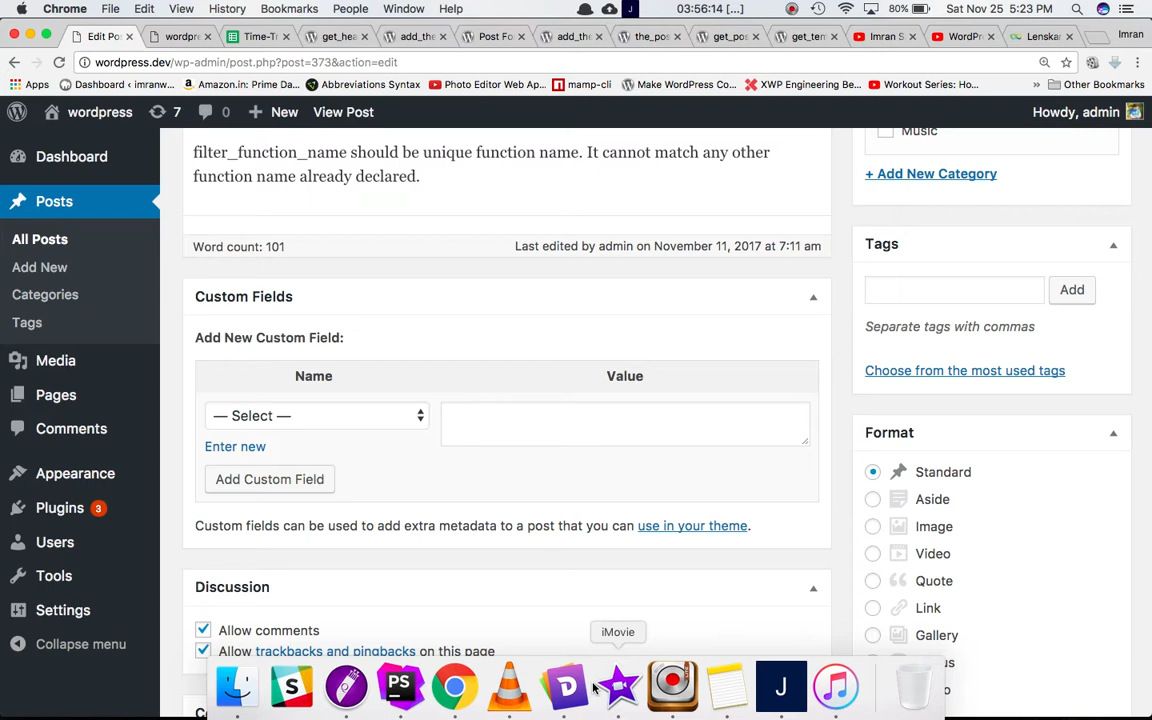 Chrome File Edit View History Bookmarks People Window Help J 03:56:14 [...] 80% Sat Nov 25 5:23 PM
Edit Po wordpre Time-Tr get_hea add_the Post Fo add_the the_pos get_pos get_ter Imran S WordPr Lenskar Imran
wordpress.dev/wp-admin/post.php?post=373&action=edit
Apps Dashboard ‹ imranw... Amazon.in: Prime Da... Abbreviations Syntax Photo Editor Web Ap... mamp-cli Make WordPress Co... XWP Engineering Be... Workout Series: Ho... » Other Bookmarks
wordpress 7 0 New View Post Howdy, admin
Dashboard
Posts
All Posts
Add New
Categories
Tags
Media
Pages
Comments
Appearance
Plugins 3
Users
Tools
Settings
Collapse menu
filter_function_name should be unique function name. It cannot match any other
function name already declared.
Word count: 101 Last edited by admin on November 11, 2017 at 7:11 am
Custom Fields
Add New Custom Field:
Name Value
— Select —
Enter new
Add Custom Field
Custom fields can be used to add extra metadata to a post that you can use in your theme.
Discussion
Allow comments
Allow trackbacks and pingbacks on this page
Music
+ Add New Category
Tags
Add
Separate tags with commas
Choose from the most used tags
Format
Standard
Aside
Image
Video
Quote
Link
Gallery
iMovie
S PS D J